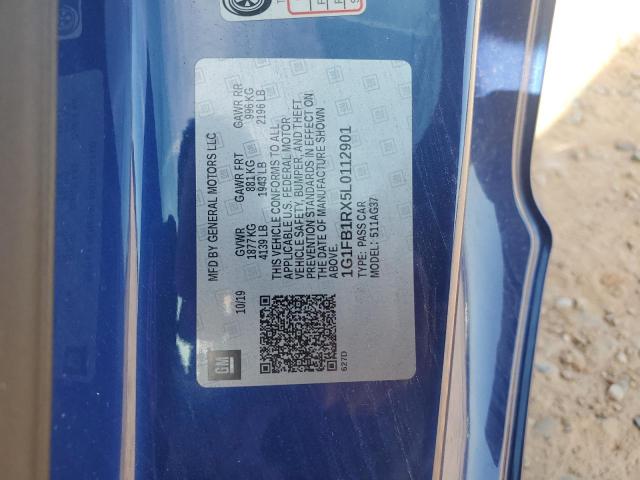 MFD BY GENERAL MOTORS LLC
10/19
GVWR GAWR FRT GAWR RR
1877KG 881 KG 996 KG
4139 LB 1943 LB 2196 LB
THIS VEHICLE CONFORMS TO ALL
APPLICABLE U.S. FEDERAL MOTOR
VEHICLE SAFETY, BUMPER, AND THEFT
PREVENTION STANDARDS IN EFFECT ON
THE DATE OF MANUFACTURE SHOWN
ABOVE.
1G1FB1RX5L0112901
TYPE: PASS CAR
MODEL: 511AG37
GM
627D